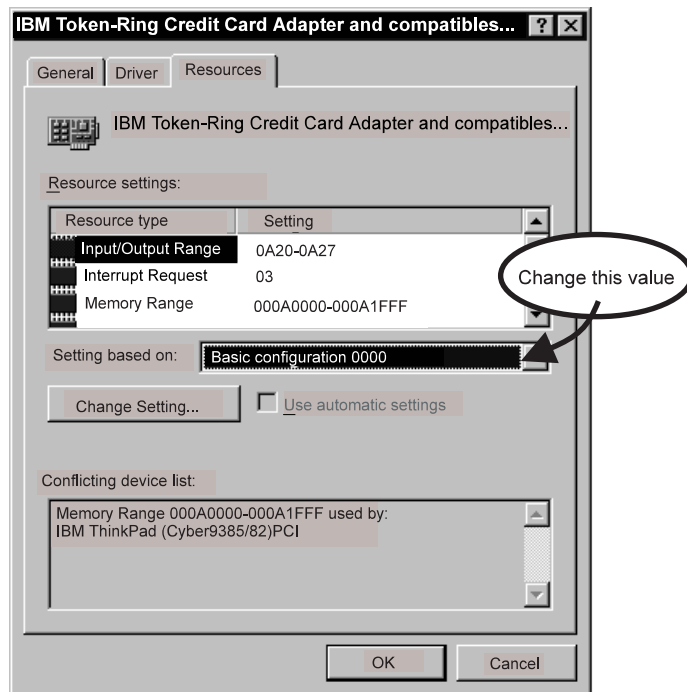 IBM Token-Ring Credit Card Adapter and compatibles... ? X
General Driver Resources
IBM Token-Ring Credit Card Adapter and compatibles...
Resource settings:
Resource type Setting
Input/Output Range 0A20-0A27
Interrupt Request 03
Memory Range 000A0000-000A1FFF
Change this value
Setting based on: Basic configuration 0000
Change Setting... Use automatic settings
Conflicting device list:
Memory Range 000A0000-000A1FFF used by:
IBM ThinkPad (Cyber9385/82)PCI
OK Cancel